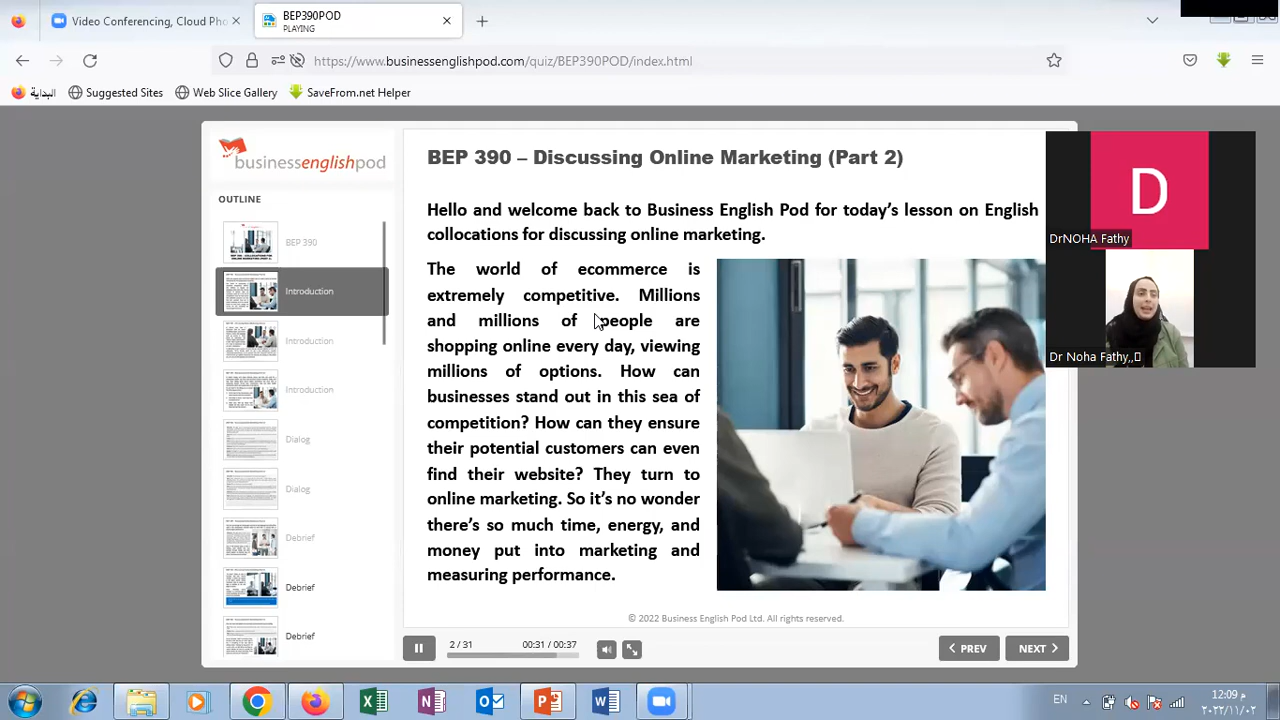 Video Conferencing, Cloud Pho
BEP390POD
PLAYING
https://www.businessenglishpod.com/quiz/BEP390POD/index.html
البداية
Suggested Sites
Web Slice Gallery
SaveFrom.net Helper
businessenglishpod
OUTLINE
BEP 390
Introduction
Introduction
Introduction
Dialog
Dialog
Debrief
Debrief
Debrief
BEP 390 – Discussing Online Marketing (Part 2)
Hello and welcome back to Business English Pod for today’s lesson on English
collocations for discussing online marketing.
The world of ecommerce is
extremely competitive. Millions
and millions of people are
shopping online every day, viewing
millions of options. How can
businesses stand out in this sea of
competition? How can they ensure
their potential customers can even
find their website? They turn to
online marketing. So it’s no wonder
there’s so much time, energy, and
money put into marketing and
measuring performance.
© 2022 Business English Pod Ltd. All rights reserved.
2 / 31
00:31 / 00:37
PREV
NEXT
D
DrNOHA Fathy
Dr Noha Fathy,,
EN
12:09 م
٢٠٢٢/١١/٠٢